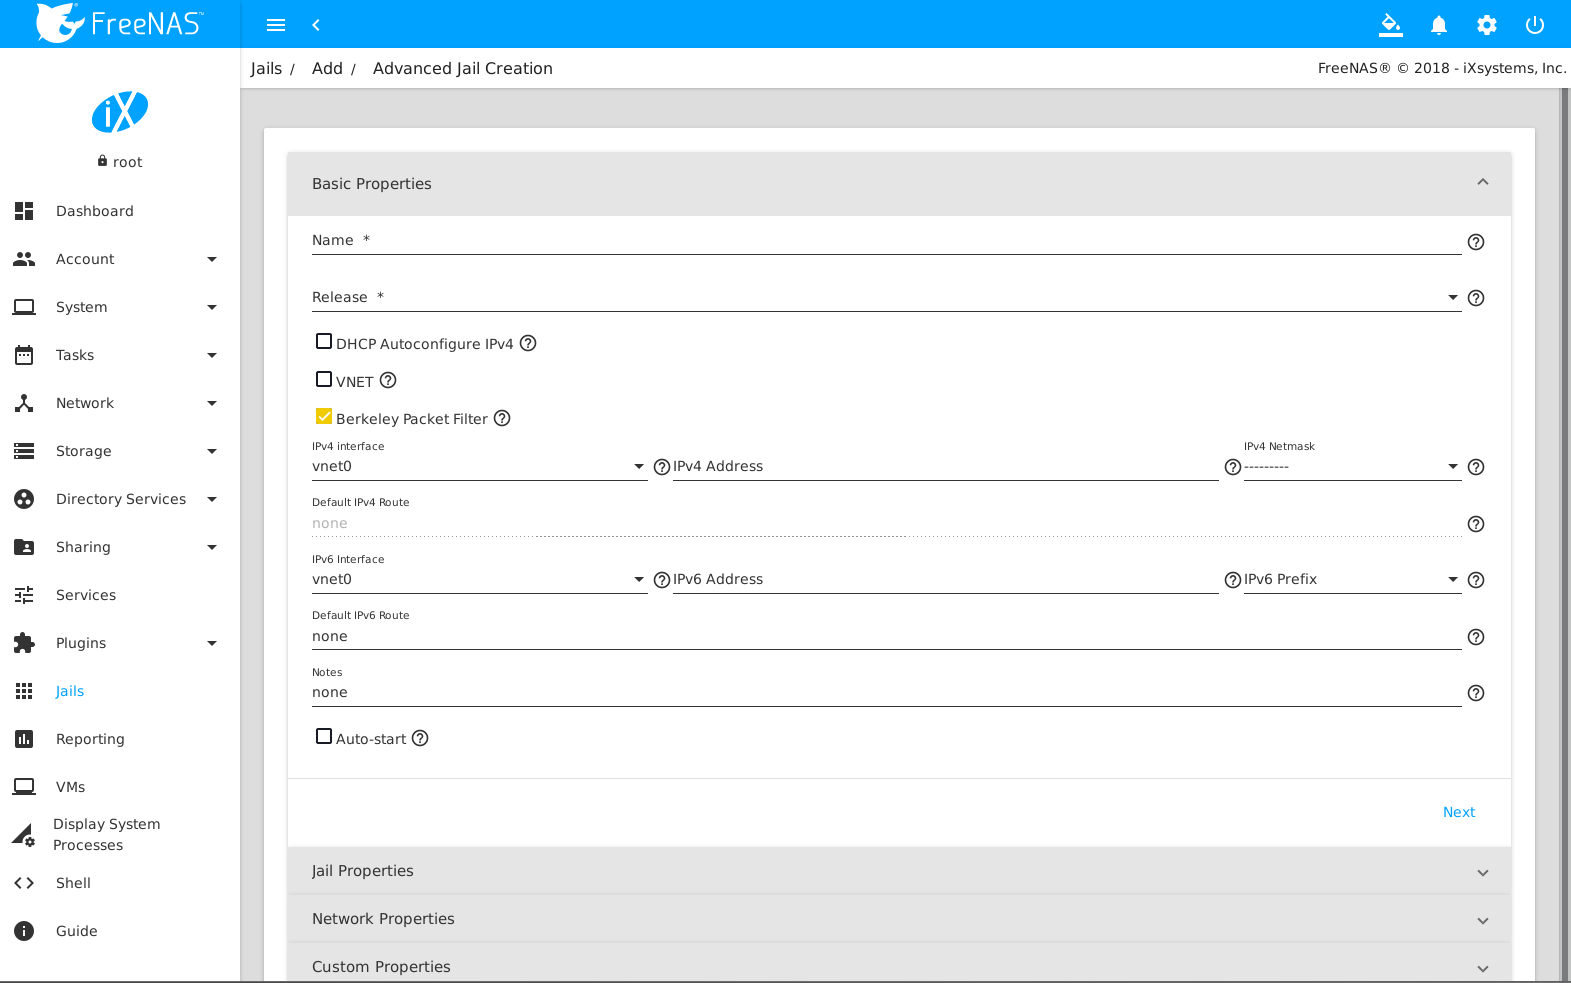 FreeNAS™
Jails / Add / Advanced Jail Creation
FreeNAS® © 2018 - iXsystems, Inc.
iX
root
Dashboard
Account
System
Tasks
Network
Storage
Directory Services
Sharing
Services
Plugins
Jails
Reporting
VMs
Display System
Processes
Shell
Guide
Basic Properties
Name *
Release *
DHCP Autoconfigure IPv4
VNET
Berkeley Packet Filter
IPv4 interface
vnet0
IPv4 Address
IPv4 Netmask
---------
Default IPv4 Route
none
IPv6 Interface
vnet0
IPv6 Address
IPv6 Prefix
Default IPv6 Route
none
Notes
none
Auto-start
Next
Jail Properties
Network Properties
Custom Properties